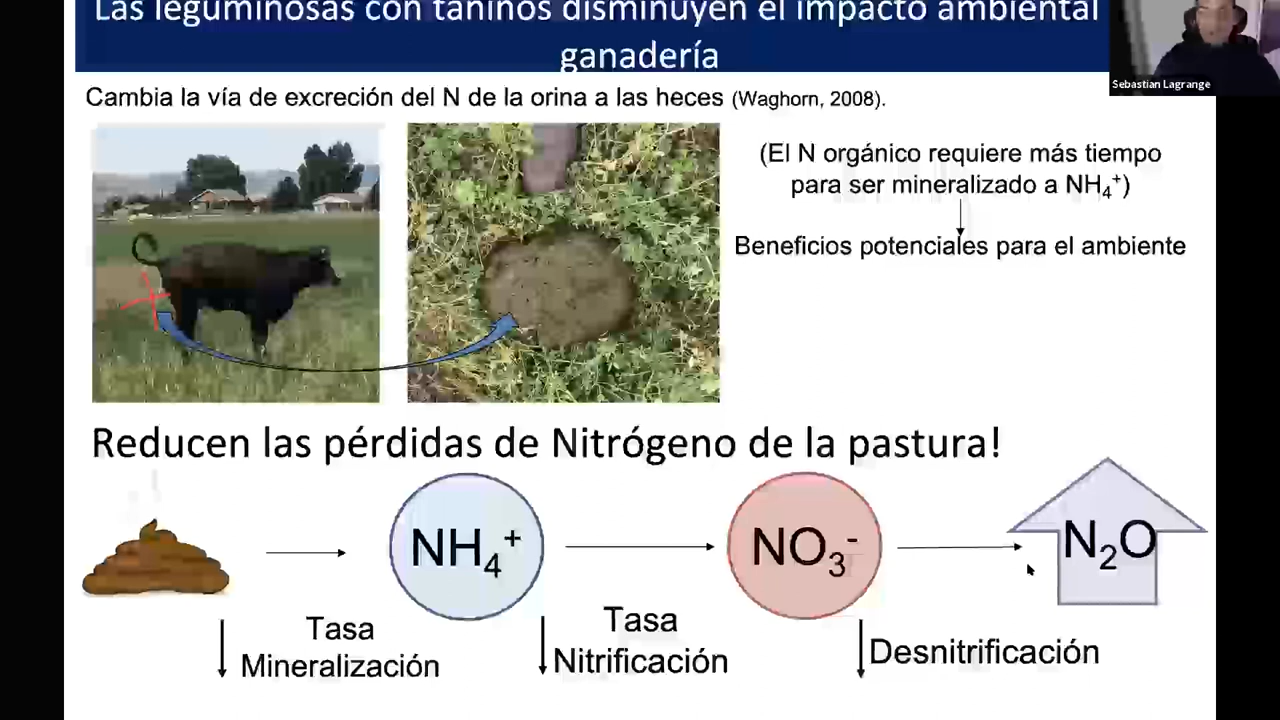 Las leguminosas con taninos disminuyen el impacto ambiental
ganadería
Sebastian Lagrange
Cambia la vía de excreción del N de la orina a las heces (Waghorn, 2008).
(El N orgánico requiere más tiempo
para ser mineralizado a NH₄⁺)
Beneficios potenciales para el ambiente
Reducen las pérdidas de Nitrógeno de la pastura!
NH₄⁺
NO₃⁻
N₂O
Tasa
Mineralización
Tasa
Nitrificación
Desnitrificación